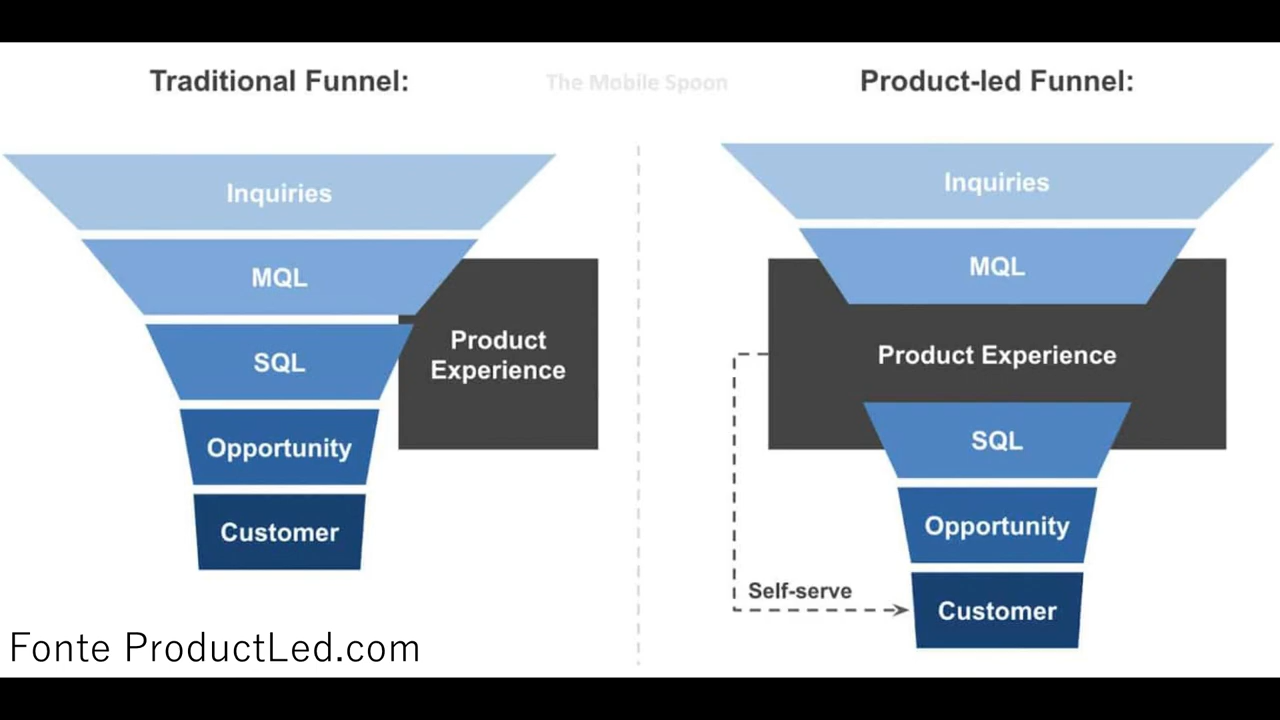 Traditional Funnel:
The Mobile Spoon
Product-led Funnel:
Inquiries
MQL
SQL
Opportunity
Customer
Product
Experience
Inquiries
MQL
Product Experience
SQL
Opportunity
Customer
Self-serve
Fonte ProductLed.com